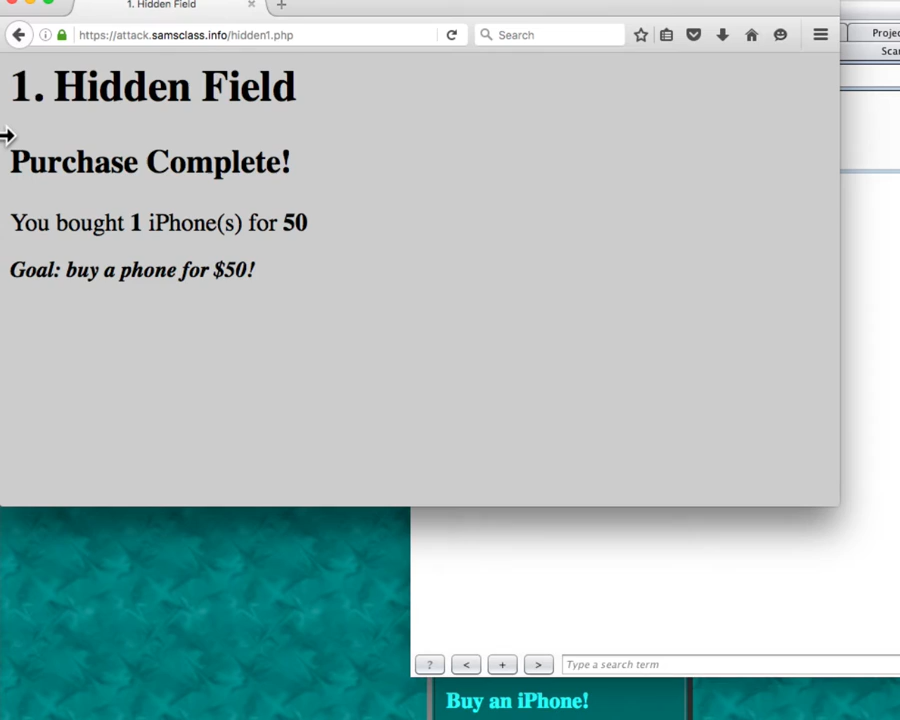 1. Hidden Field
https://attack.samsclass.info/hidden1.php
Search
1. Hidden Field
Purchase Complete!
You bought 1 iPhone(s) for 50
Goal: buy a phone for $50!
? < + >
Type a search term
Buy an iPhone!